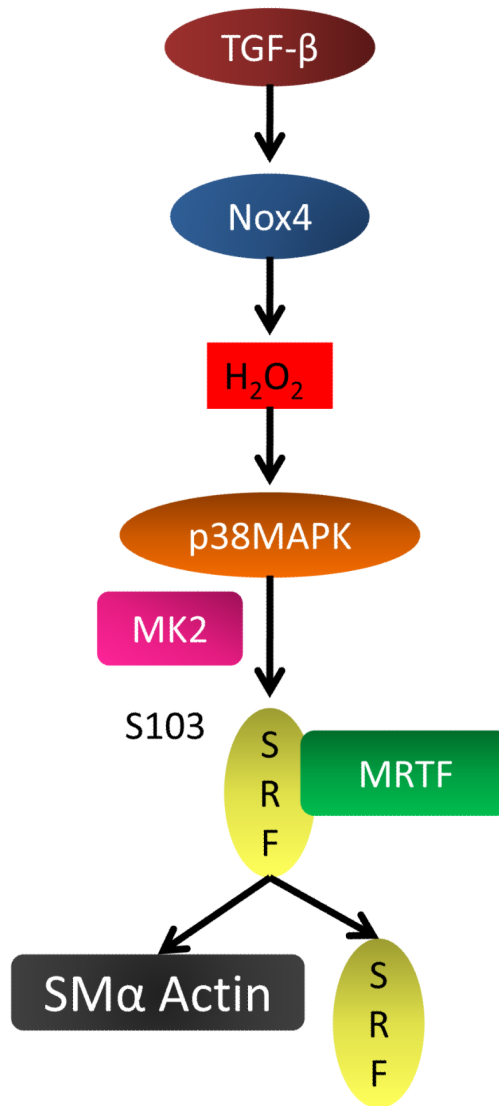 TGF-β
Nox4
H₂O₂
p38MAPK
MK2
S103
S
R
F
MRTF
SMα Actin
S
R
F